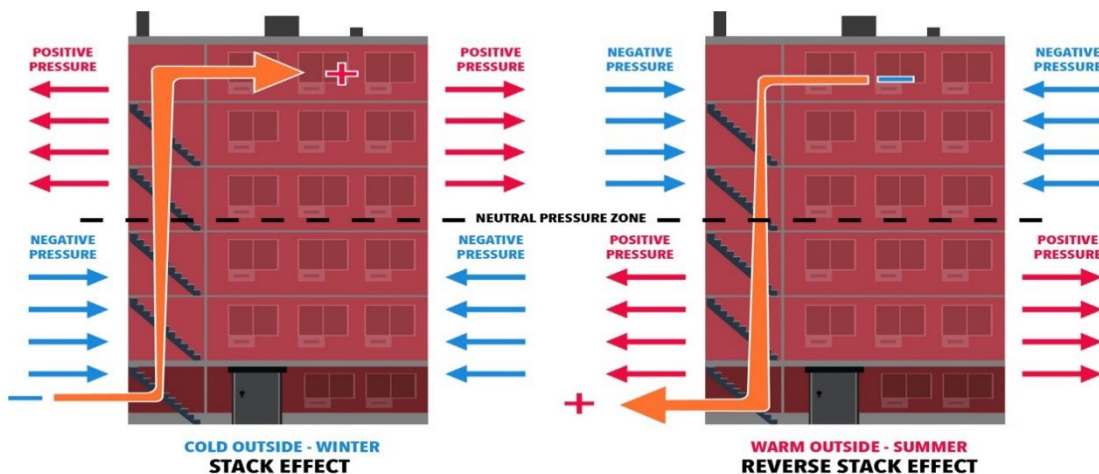 POSITIVE
PRESSURE
POSITIVE
PRESSURE
NEGATIVE
PRESSURE
NEGATIVE
PRESSURE
+
−
NEUTRAL PRESSURE ZONE
NEGATIVE
PRESSURE
NEGATIVE
PRESSURE
POSITIVE
PRESSURE
POSITIVE
PRESSURE
−
+
COLD OUTSIDE - WINTER
STACK EFFECT
WARM OUTSIDE - SUMMER
REVERSE STACK EFFECT